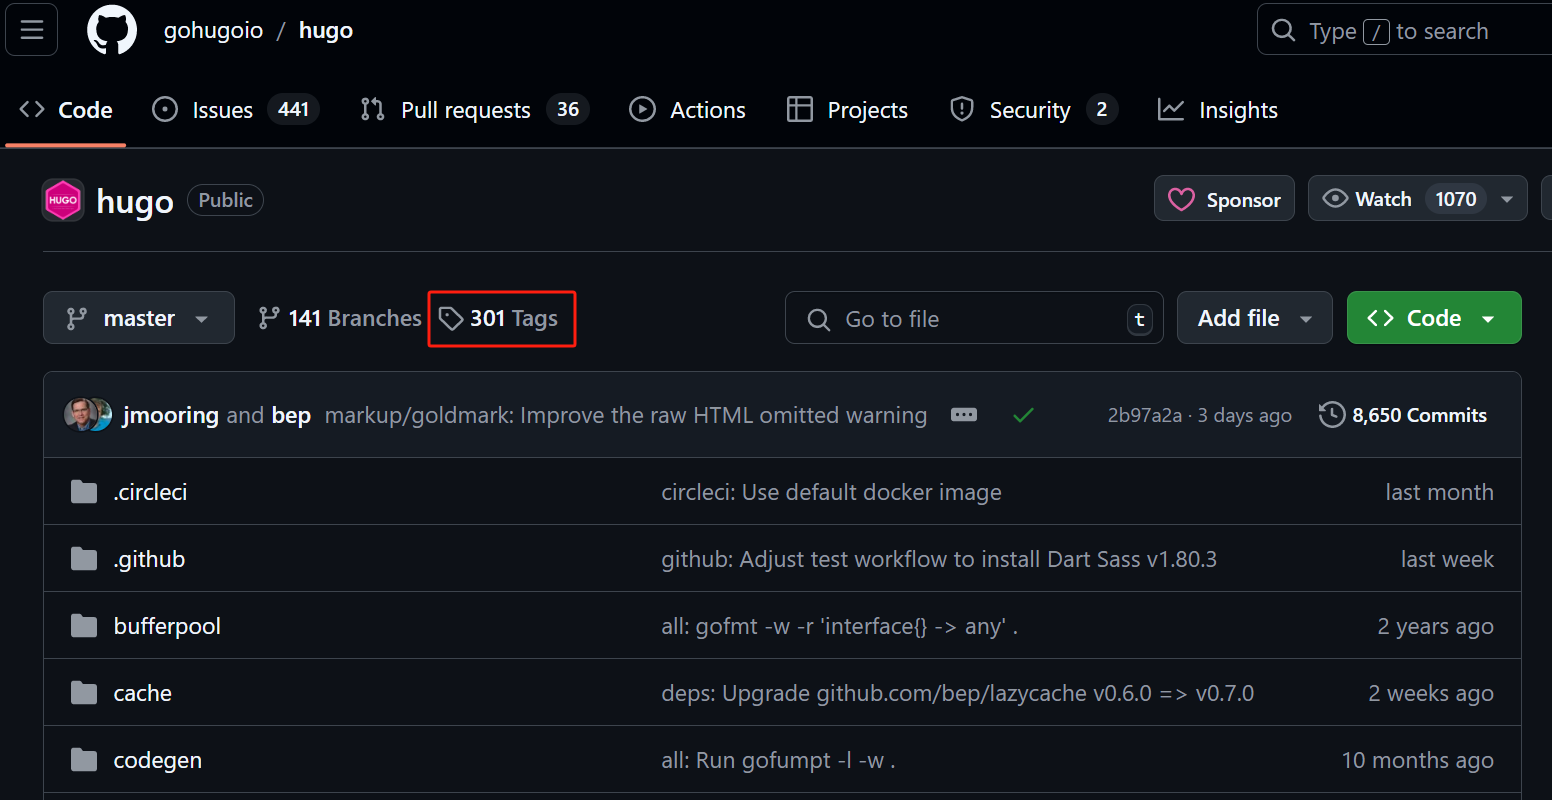 gohugoio / hugo
Type / to search
Code Issues 441 Pull requests 36 Actions Projects Security 2 Insights
HUGO hugo Public Sponsor Watch 1070
master 141 Branches 301 Tags Go to file t Add file Code
jmooring and bep markup/goldmark: Improve the raw HTML omitted warning 2b97a2a · 3 days ago 8,650 Commits
.circleci circleci: Use default docker image last month
.github github: Adjust test workflow to install Dart Sass v1.80.3 last week
bufferpool all: gofmt -w -r 'interface{} -> any' . 2 years ago
cache deps: Upgrade github.com/bep/lazycache v0.6.0 => v0.7.0 2 weeks ago
codegen all: Run gofumpt -l -w . 10 months ago